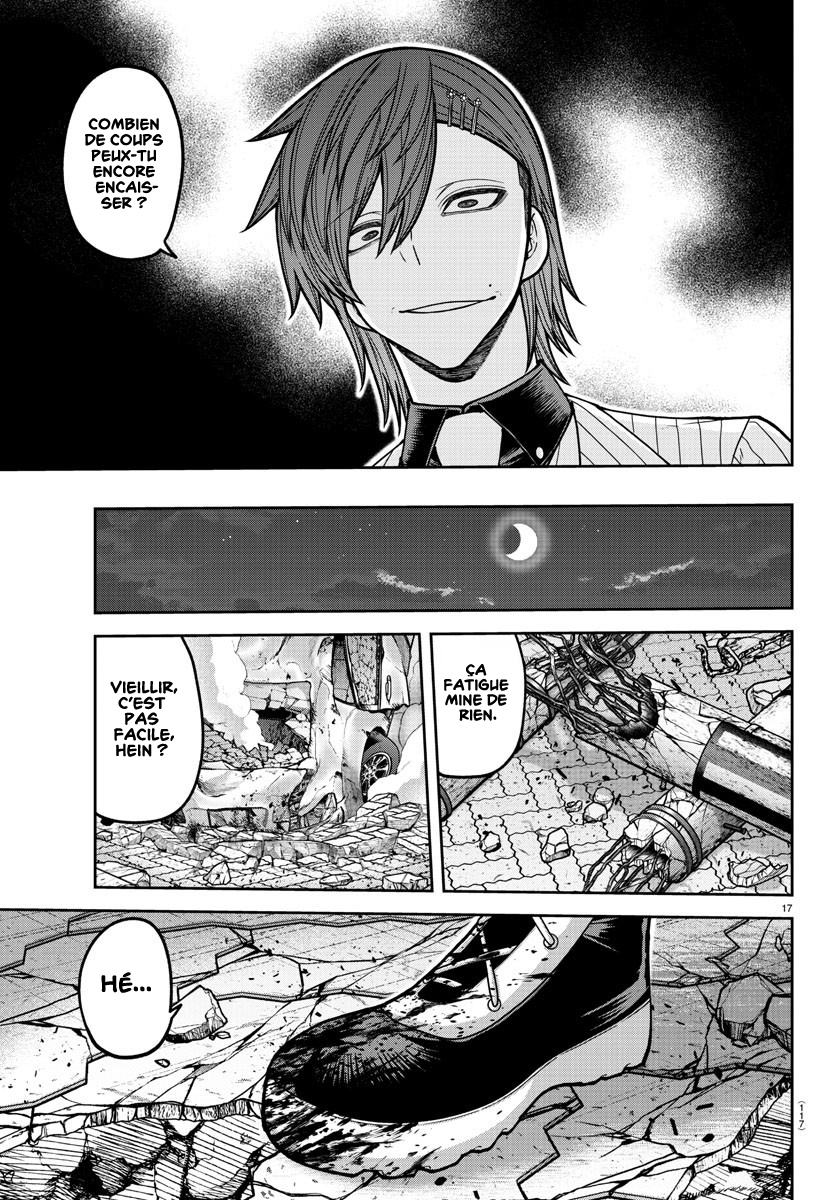 COMBIEN
DE COUPS
PEUX-TU
ENCORE
ENCAIS-
SER ?
ÇA
FATIGUE
MINE DE
RIEN.
VIEILLIR,
C'EST
PAS
FACILE,
HEIN ?
17
HÉ...
(117)